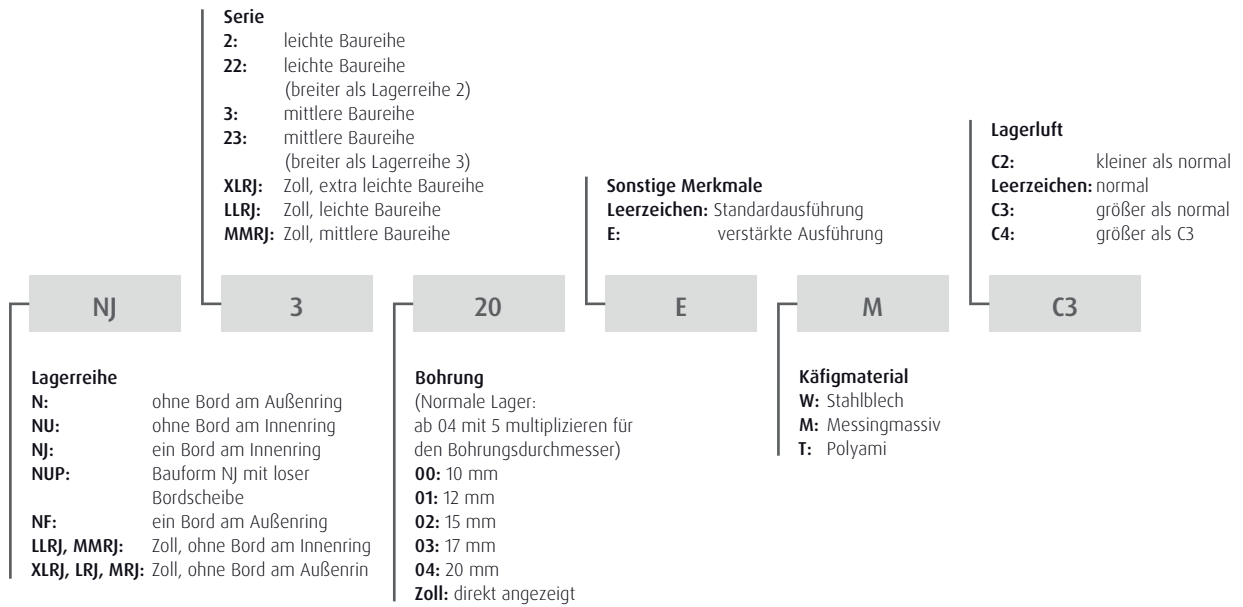 Serie
2: leichte Baureihe
22: leichte Baureihe
(breiter als Lagerreihe 2)
3: mittlere Baureihe
23: mittlere Baureihe
(breiter als Lagerreihe 3)
XLRJ: Zoll, extra leichte Baureihe
LLRJ: Zoll, leichte Baureihe
MMRJ: Zoll, mittlere Baureihe
Sonstige Merkmale
Leerzeichen: Standardausführung
E: verstärkte Ausführung
Lagerluft
C2: kleiner als normal
Leerzeichen: normal
C3: größer als normal
C4: größer als C3
NJ 3 20 E M C3
Lagerreihe
N: ohne Bord am Außenring
NU: ohne Bord am Innenring
NJ: ein Bord am Innenring
NUP: Bauform NJ mit loser
Bordscheibe
NF: ein Bord am Außenring
LLRJ, MMRJ: Zoll, ohne Bord am Innenring
XLRJ, LRJ, MRJ: Zoll, ohne Bord am Außenrin
Bohrung
(Normale Lager:
ab 04 mit 5 multiplizieren für
den Bohrungsdurchmesser)
00: 10 mm
01: 12 mm
02: 15 mm
03: 17 mm
04: 20 mm
Zoll: direkt angezeigt
Käfigmaterial
W: Stahlblech
M: Messingmassiv
T: Polyami